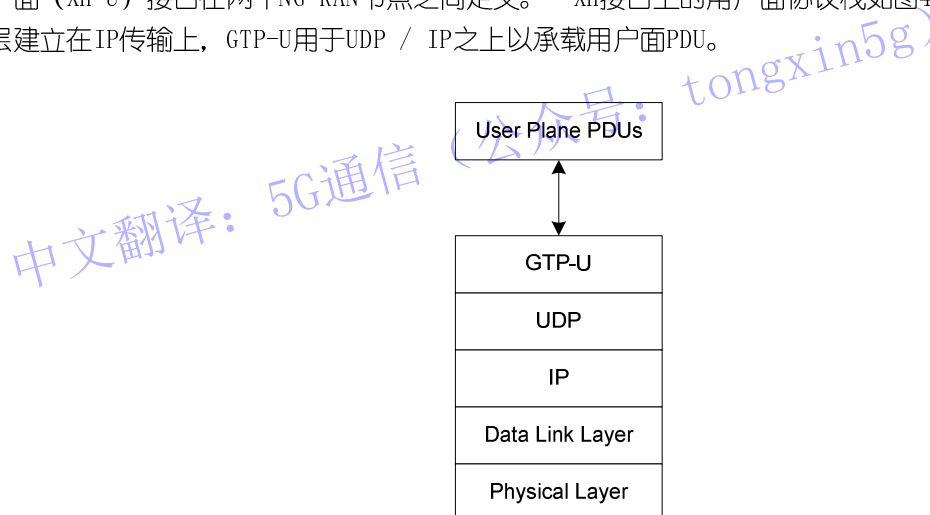 面（Xn-U）接口在两个NG-RAN节点之间定义。 Xn接口上的用户面协议栈如图
层建立在IP传输上，GTP-U用于UDP / IP之上以承载用户面PDU。
中文翻译：5G通信（公众号：tongxin5g）
User Plane PDUs
GTP-U
UDP
IP
Data Link Layer
Physical Layer